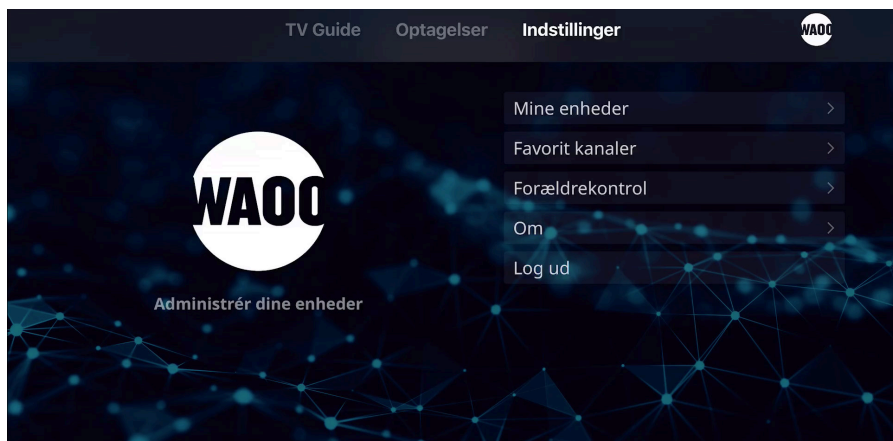 TV Guide Optagelser Indstillinger WAOO
Mine enheder
Favorit kanaler
Forældrekontrol
WAOO
Om
Log ud
Administrér dine enheder